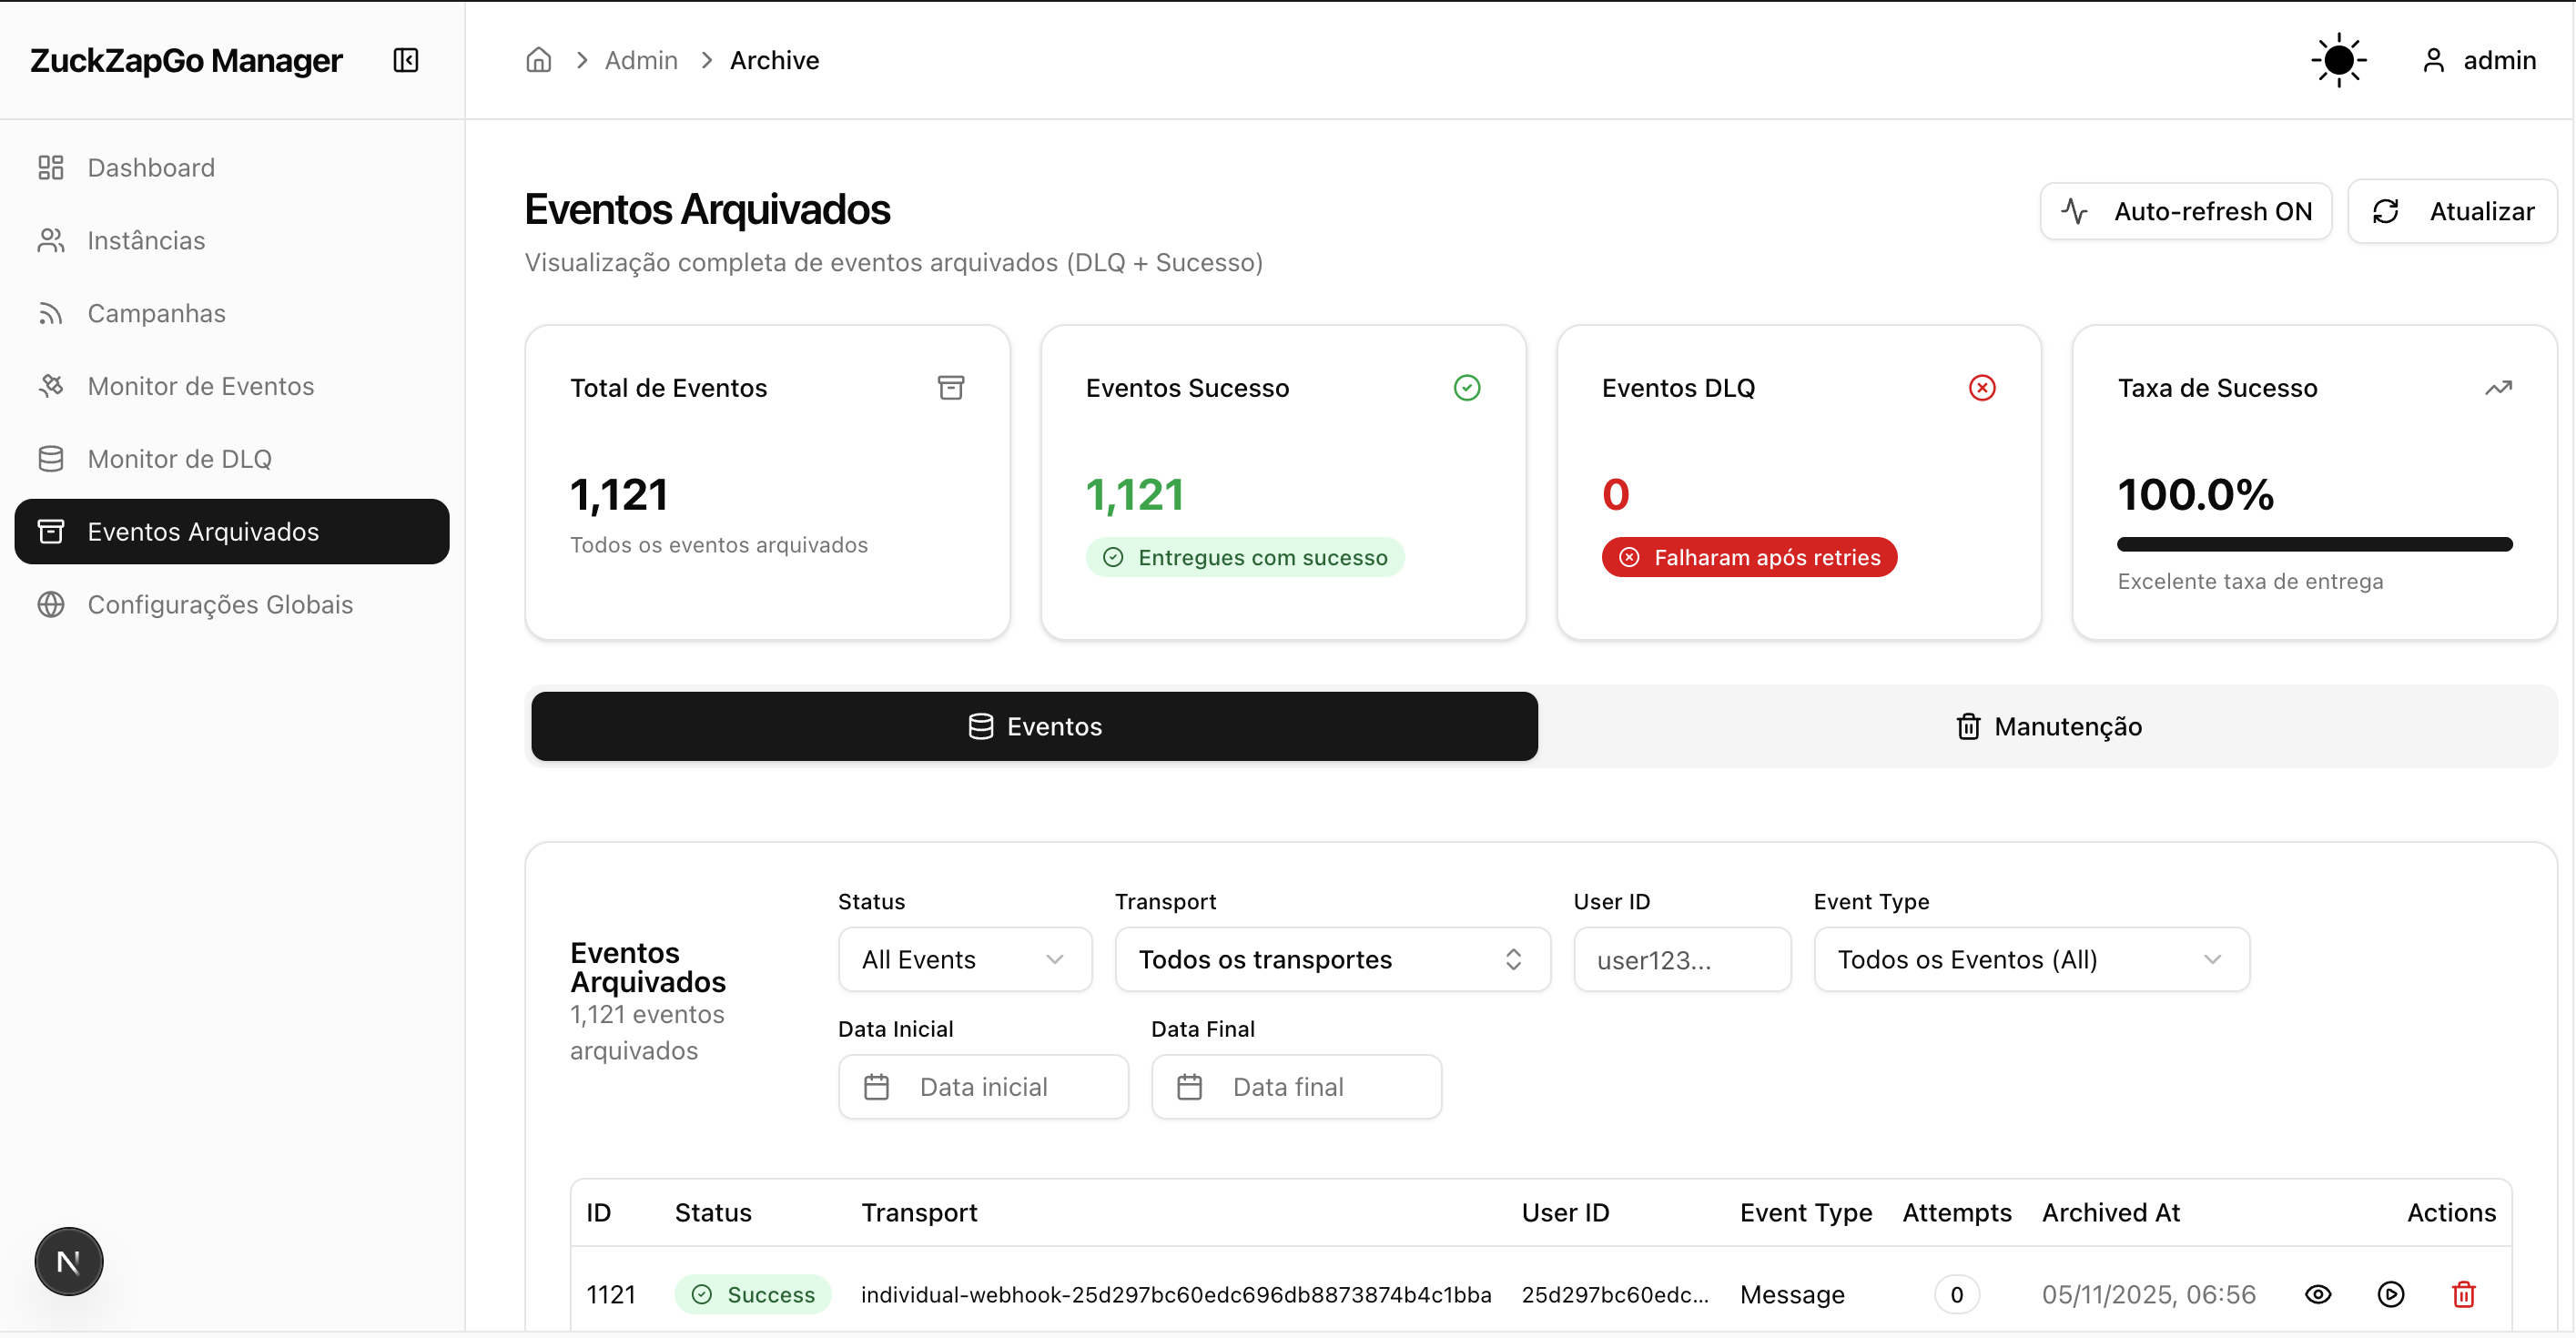 ZuckZapGo Manager
Admin
Archive
admin
Dashboard
Instâncias
Campanhas
Monitor de Eventos
Monitor de DLQ
Eventos Arquivados
Configurações Globais
N
Eventos Arquivados
Visualização completa de eventos arquivados (DLQ + Sucesso)
Auto-refresh ON
Atualizar
Total de Eventos
1,121
Todos os eventos arquivados
Eventos Sucesso
1,121
Entregues com sucesso
Eventos DLQ
0
Falharam após retries
Taxa de Sucesso
100.0%
Excelente taxa de entrega
Eventos
Manutenção
Eventos
Arquivados
1,121 eventos
arquivados
Status
All Events
Transport
Todos os transportes
User ID
user123...
Event Type
Todos os Eventos (All)
Data Inicial
Data inicial
Data Final
Data final
ID Status Transport User ID Event Type Attempts Archived At Actions
1121 Success individual-webhook-25d297bc60edc696db8873874b4c1bba 25d297bc60edc... Message 0 05/11/2025, 06:56